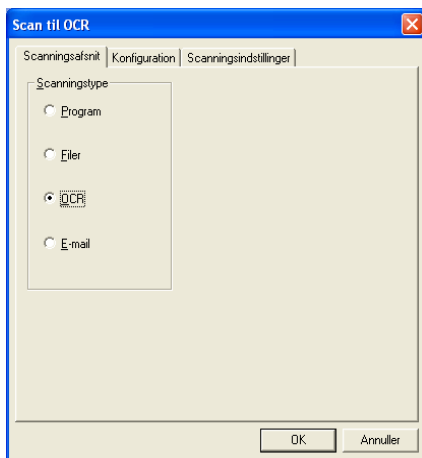 Scan til OCR
Scanningsafsnit Konfiguration Scanningsindstillinger
Scanningstype
Program
Filer
OCR
E-mail
OK Annuller